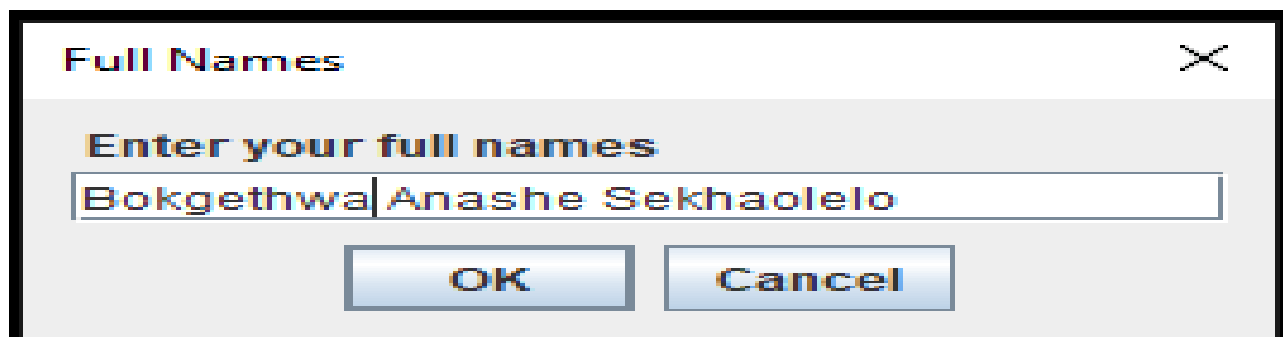 Full Names
Enter your full names
Bokgethwa Anashe Sekhaolelo
OK Cancel